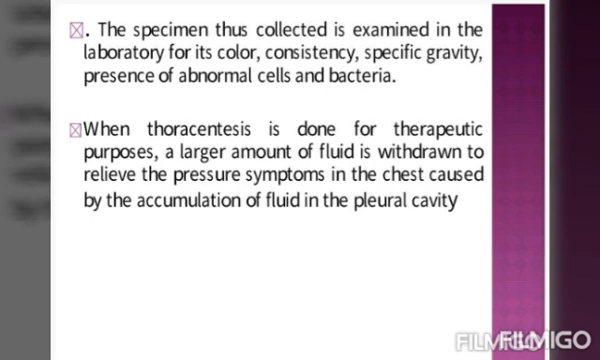 . The specimen thus collected is examined in the
laboratory for its color, consistency, specific gravity,
presence of abnormal cells and bacteria.
When thoracentesis is done for therapeutic
purposes, a larger amount of fluid is withdrawn to
relieve the pressure symptoms in the chest caused
by the accumulation of fluid in the pleural cavity
FILMIGO